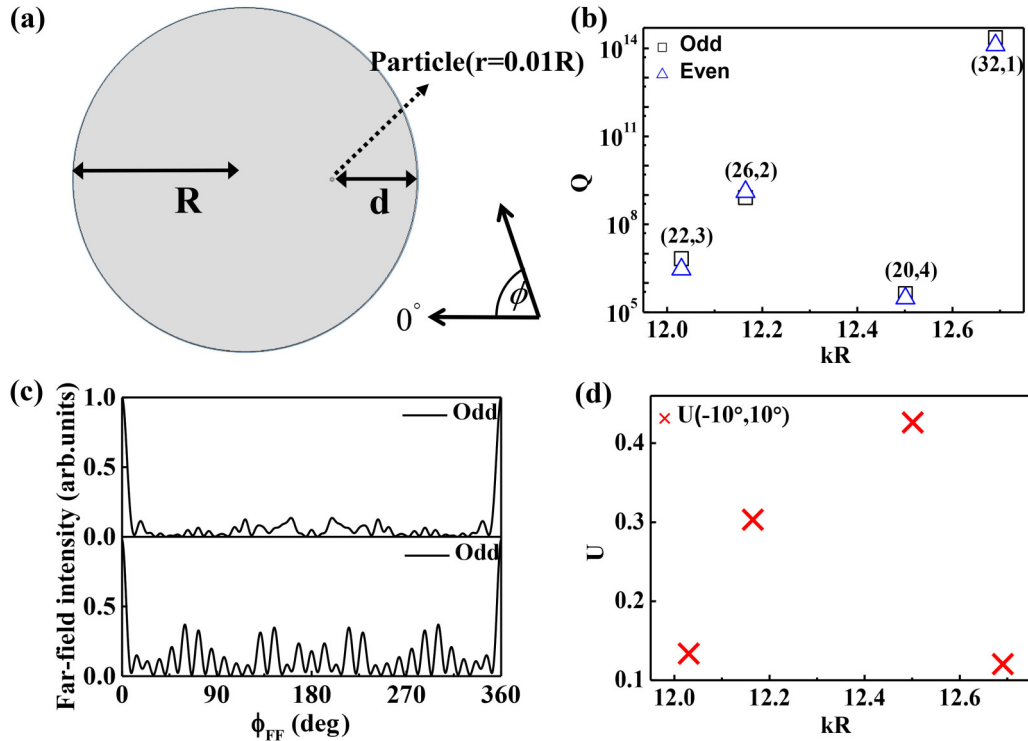 (a)
Particle(r=0.01R)
R
d
ϕ
0°
(b)
Q
10^14
10^11
10^8
10^5
□ Odd
△ Even
(32,1)
(26,2)
(22,3)
(20,4)
12.0 12.2 12.4 12.6
kR
(c)
Far-field intensity (arb.units)
1.0
0.5
0.0
Odd
0.5
0.0
Odd
0 90 180 270 360
ϕ_FF (deg)
(d)
U
× U(-10°,10°)
0.4
0.3
0.2
0.1
12.0 12.2 12.4 12.6
kR